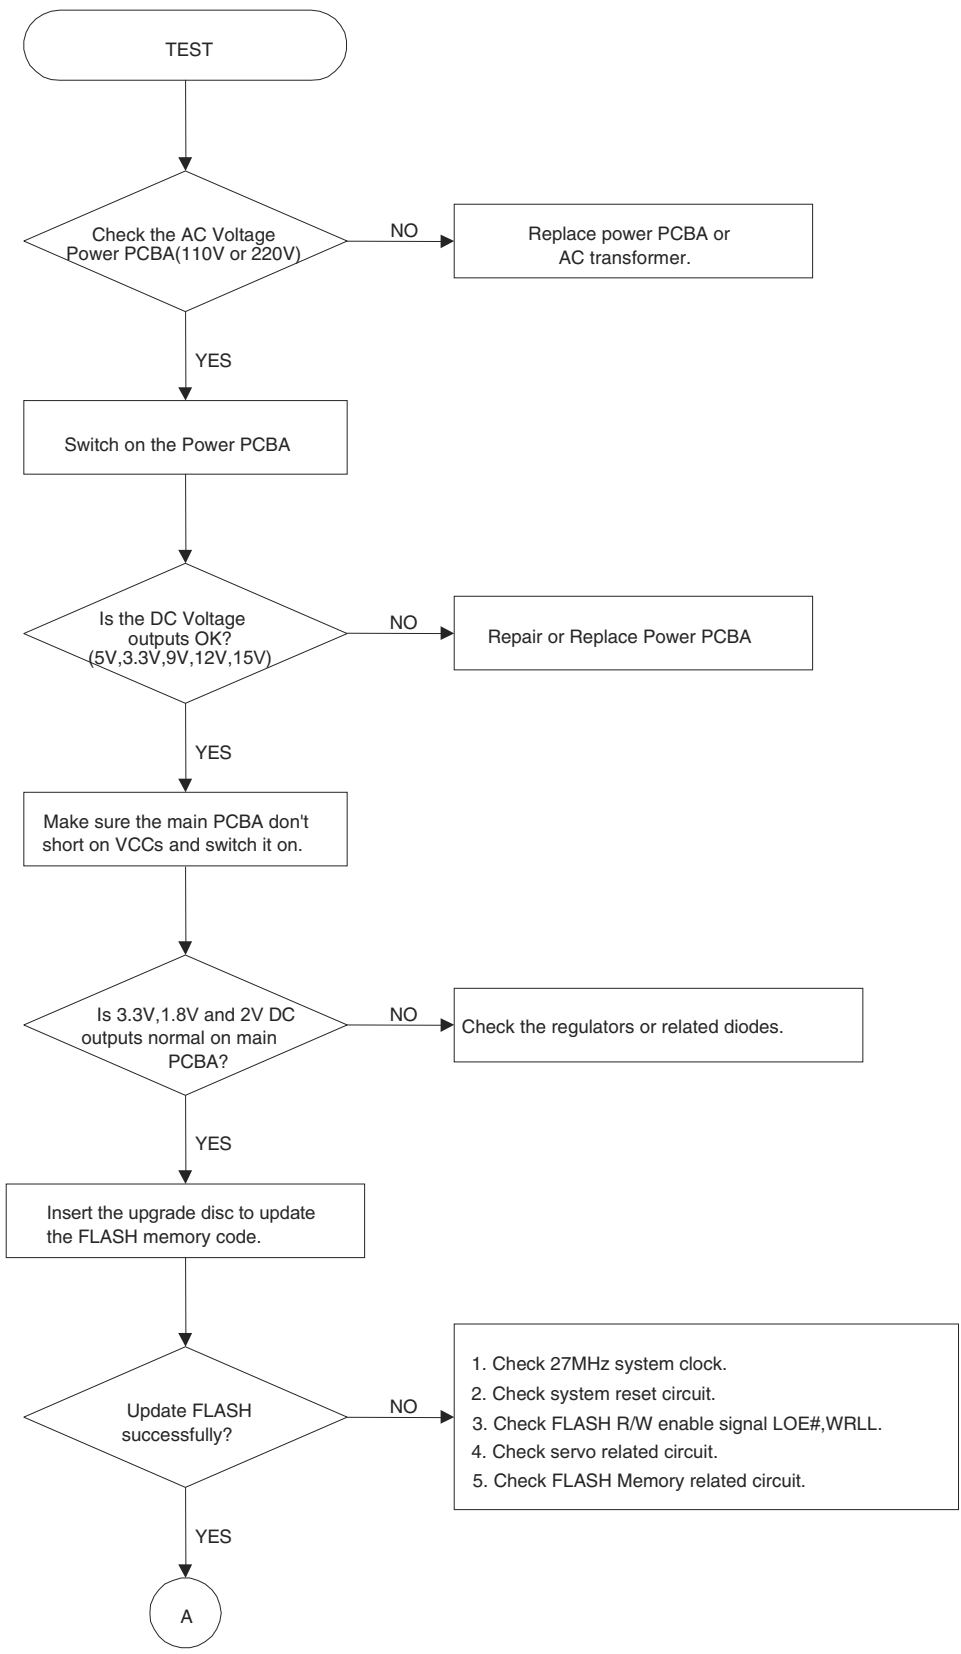 TEST
Check the AC Voltage
Power PCBA(110V or 220V)
NO
Replace power PCBA or
AC transformer.
YES
Switch on the Power PCBA
Is the DC Voltage
outputs OK?
(5V,3.3V,9V,12V,15V)
NO
Repair or Replace Power PCBA
YES
Make sure the main PCBA don't
short on VCCs and switch it on.
Is 3.3V,1.8V and 2V DC
outputs normal on main
PCBA?
NO
Check the regulators or related diodes.
YES
Insert the upgrade disc to update
the FLASH memory code.
Update FLASH
successfully?
NO
1. Check 27MHz system clock.
2. Check system reset circuit.
3. Check FLASH R/W enable signal LOE#,WRLL.
4. Check servo related circuit.
5. Check FLASH Memory related circuit.
YES
A